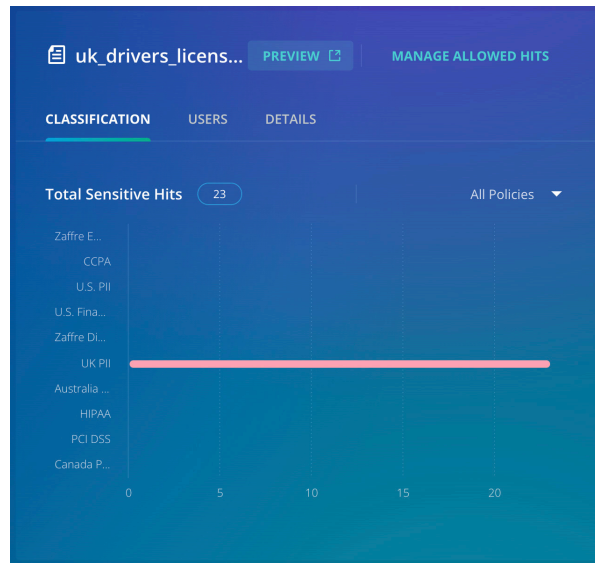 uk_drivers_licens... PREVIEW MANAGE ALLOWED HITS
CLASSIFICATION USERS DETAILS
Total Sensitive Hits 23 All Policies
Zaffre E...
CCPA
U.S. PII
U.S. Fina...
Zaffre Di...
UK PII
Australia ...
HIPAA
PCI DSS
Canada P...
0 5 10 15 20